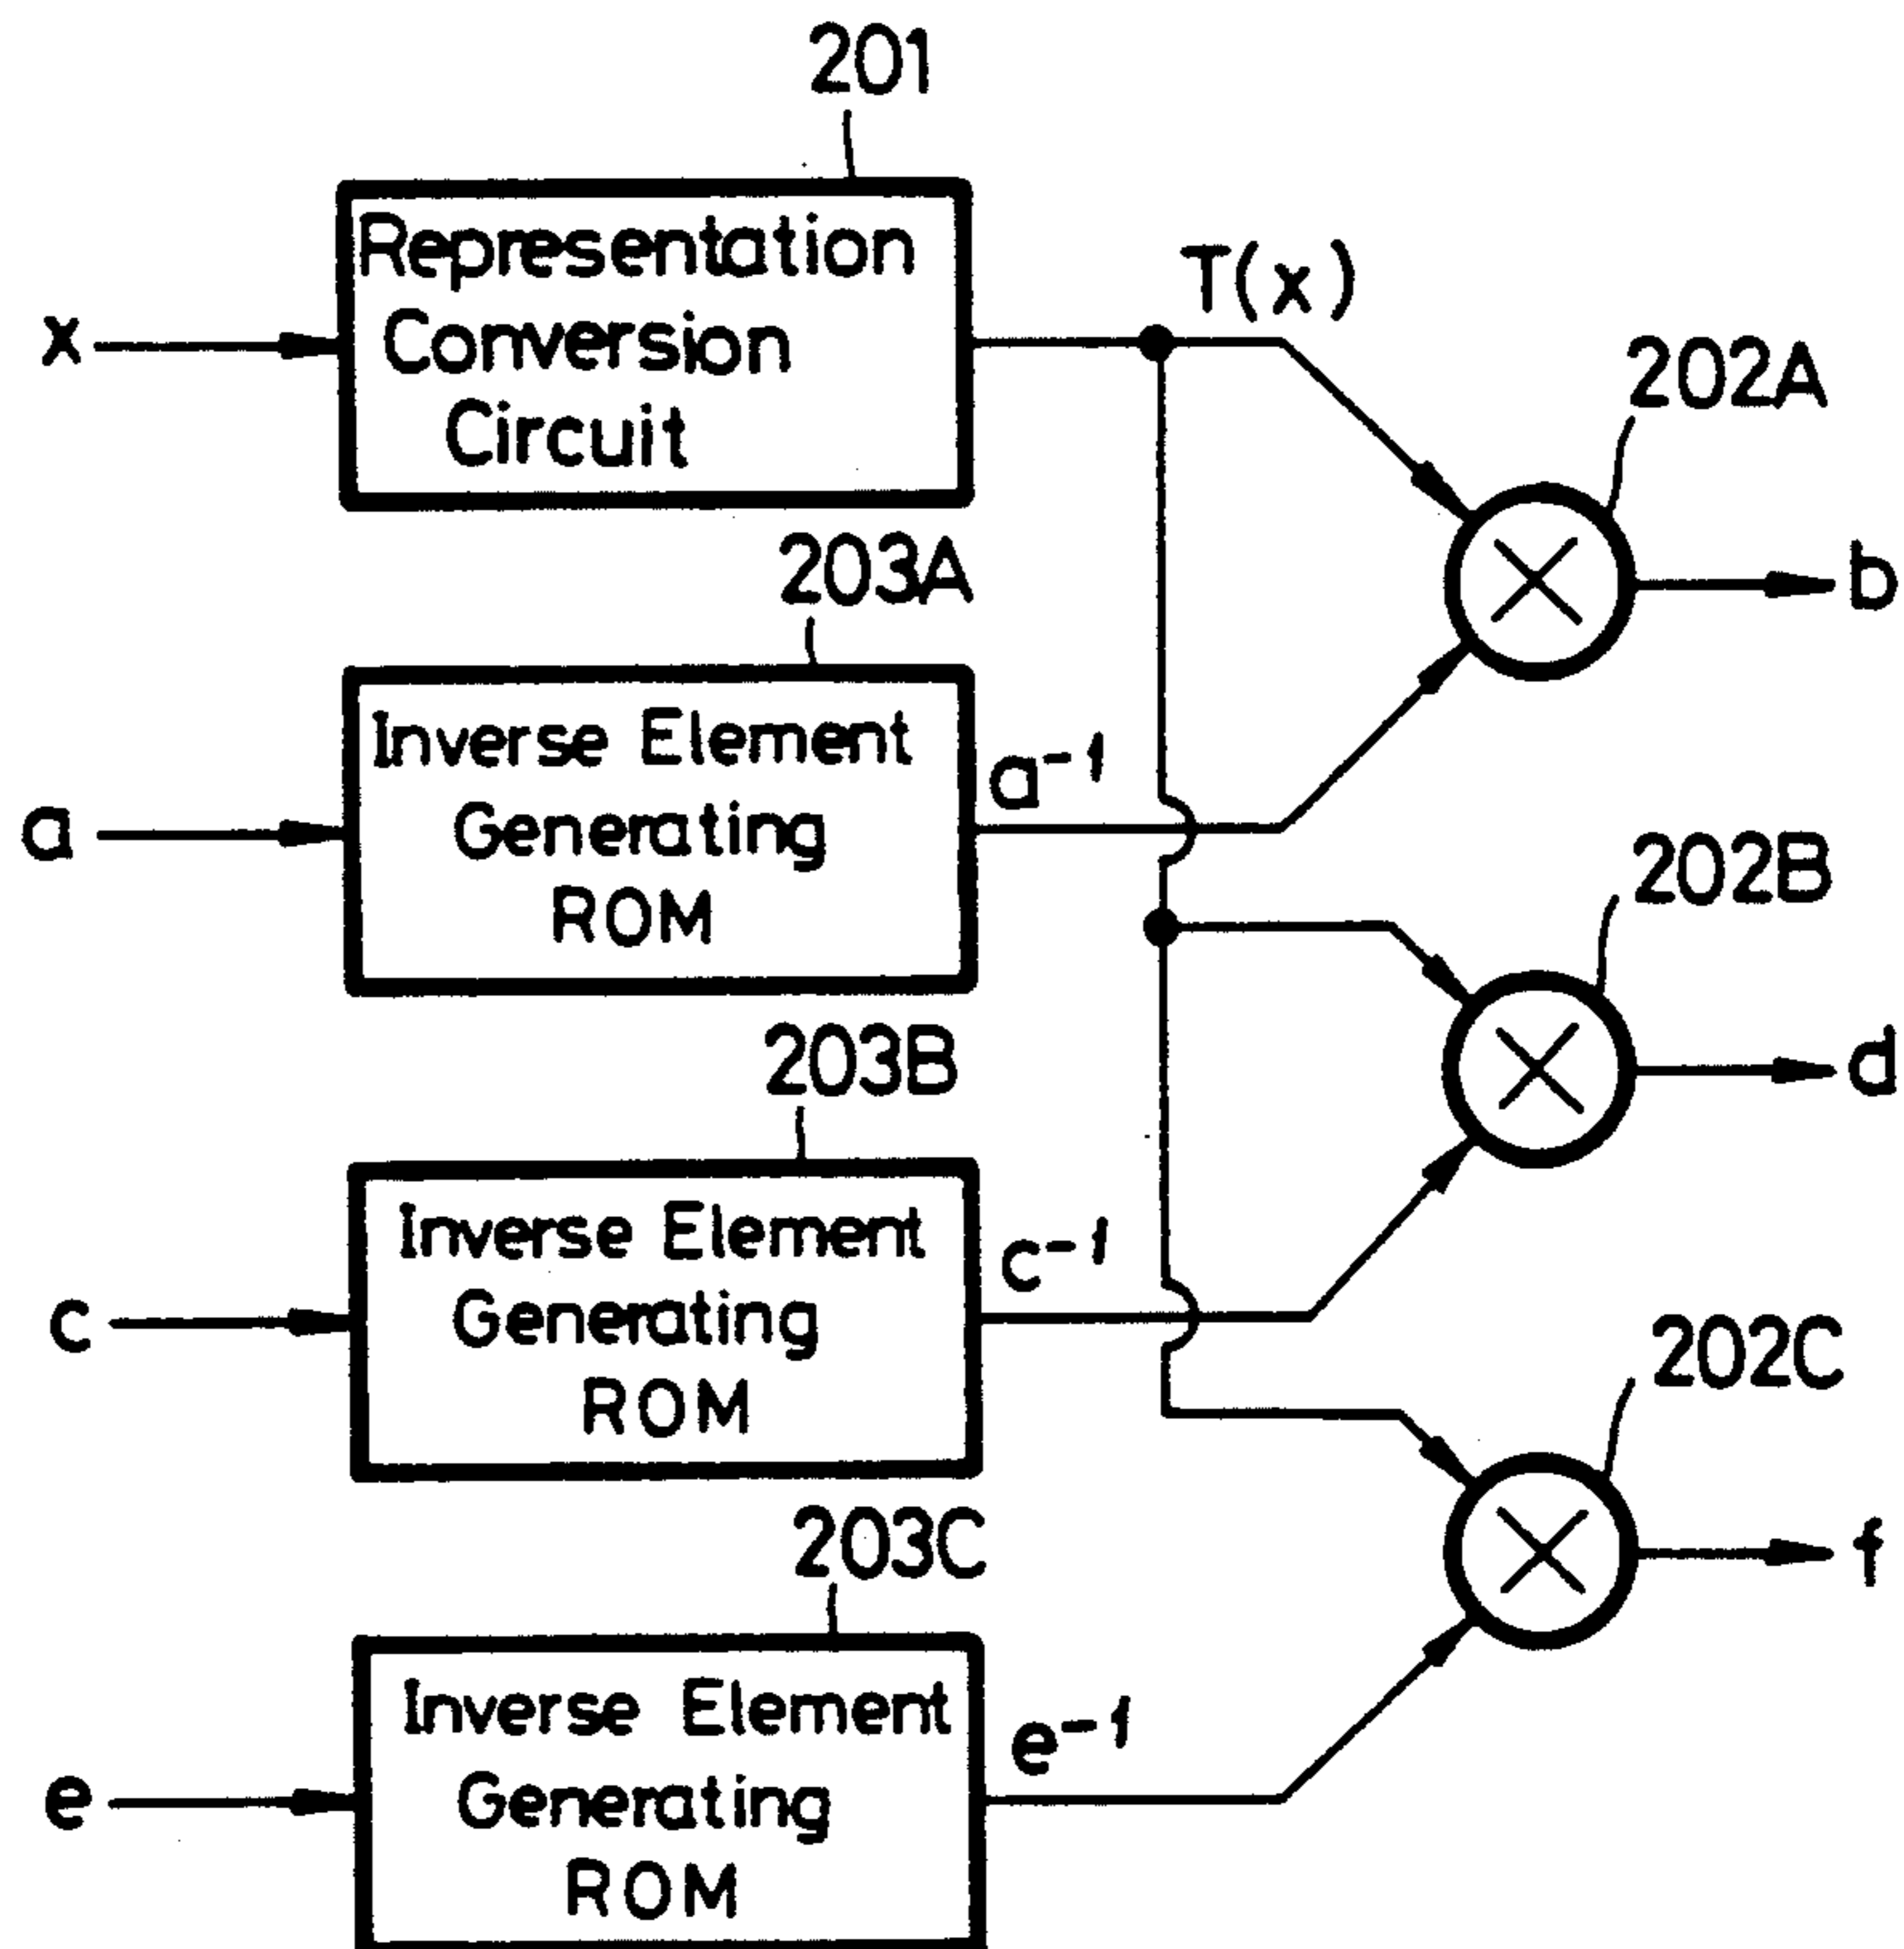 201
Representation
Conversion
Circuit
x
T(x)
202A
b
203A
Inverse Element
Generating
ROM
a
a⁻¹
202B
d
203B
Inverse Element
Generating
ROM
c
c⁻¹
202C
f
203C
Inverse Element
Generating
ROM
e
e⁻¹